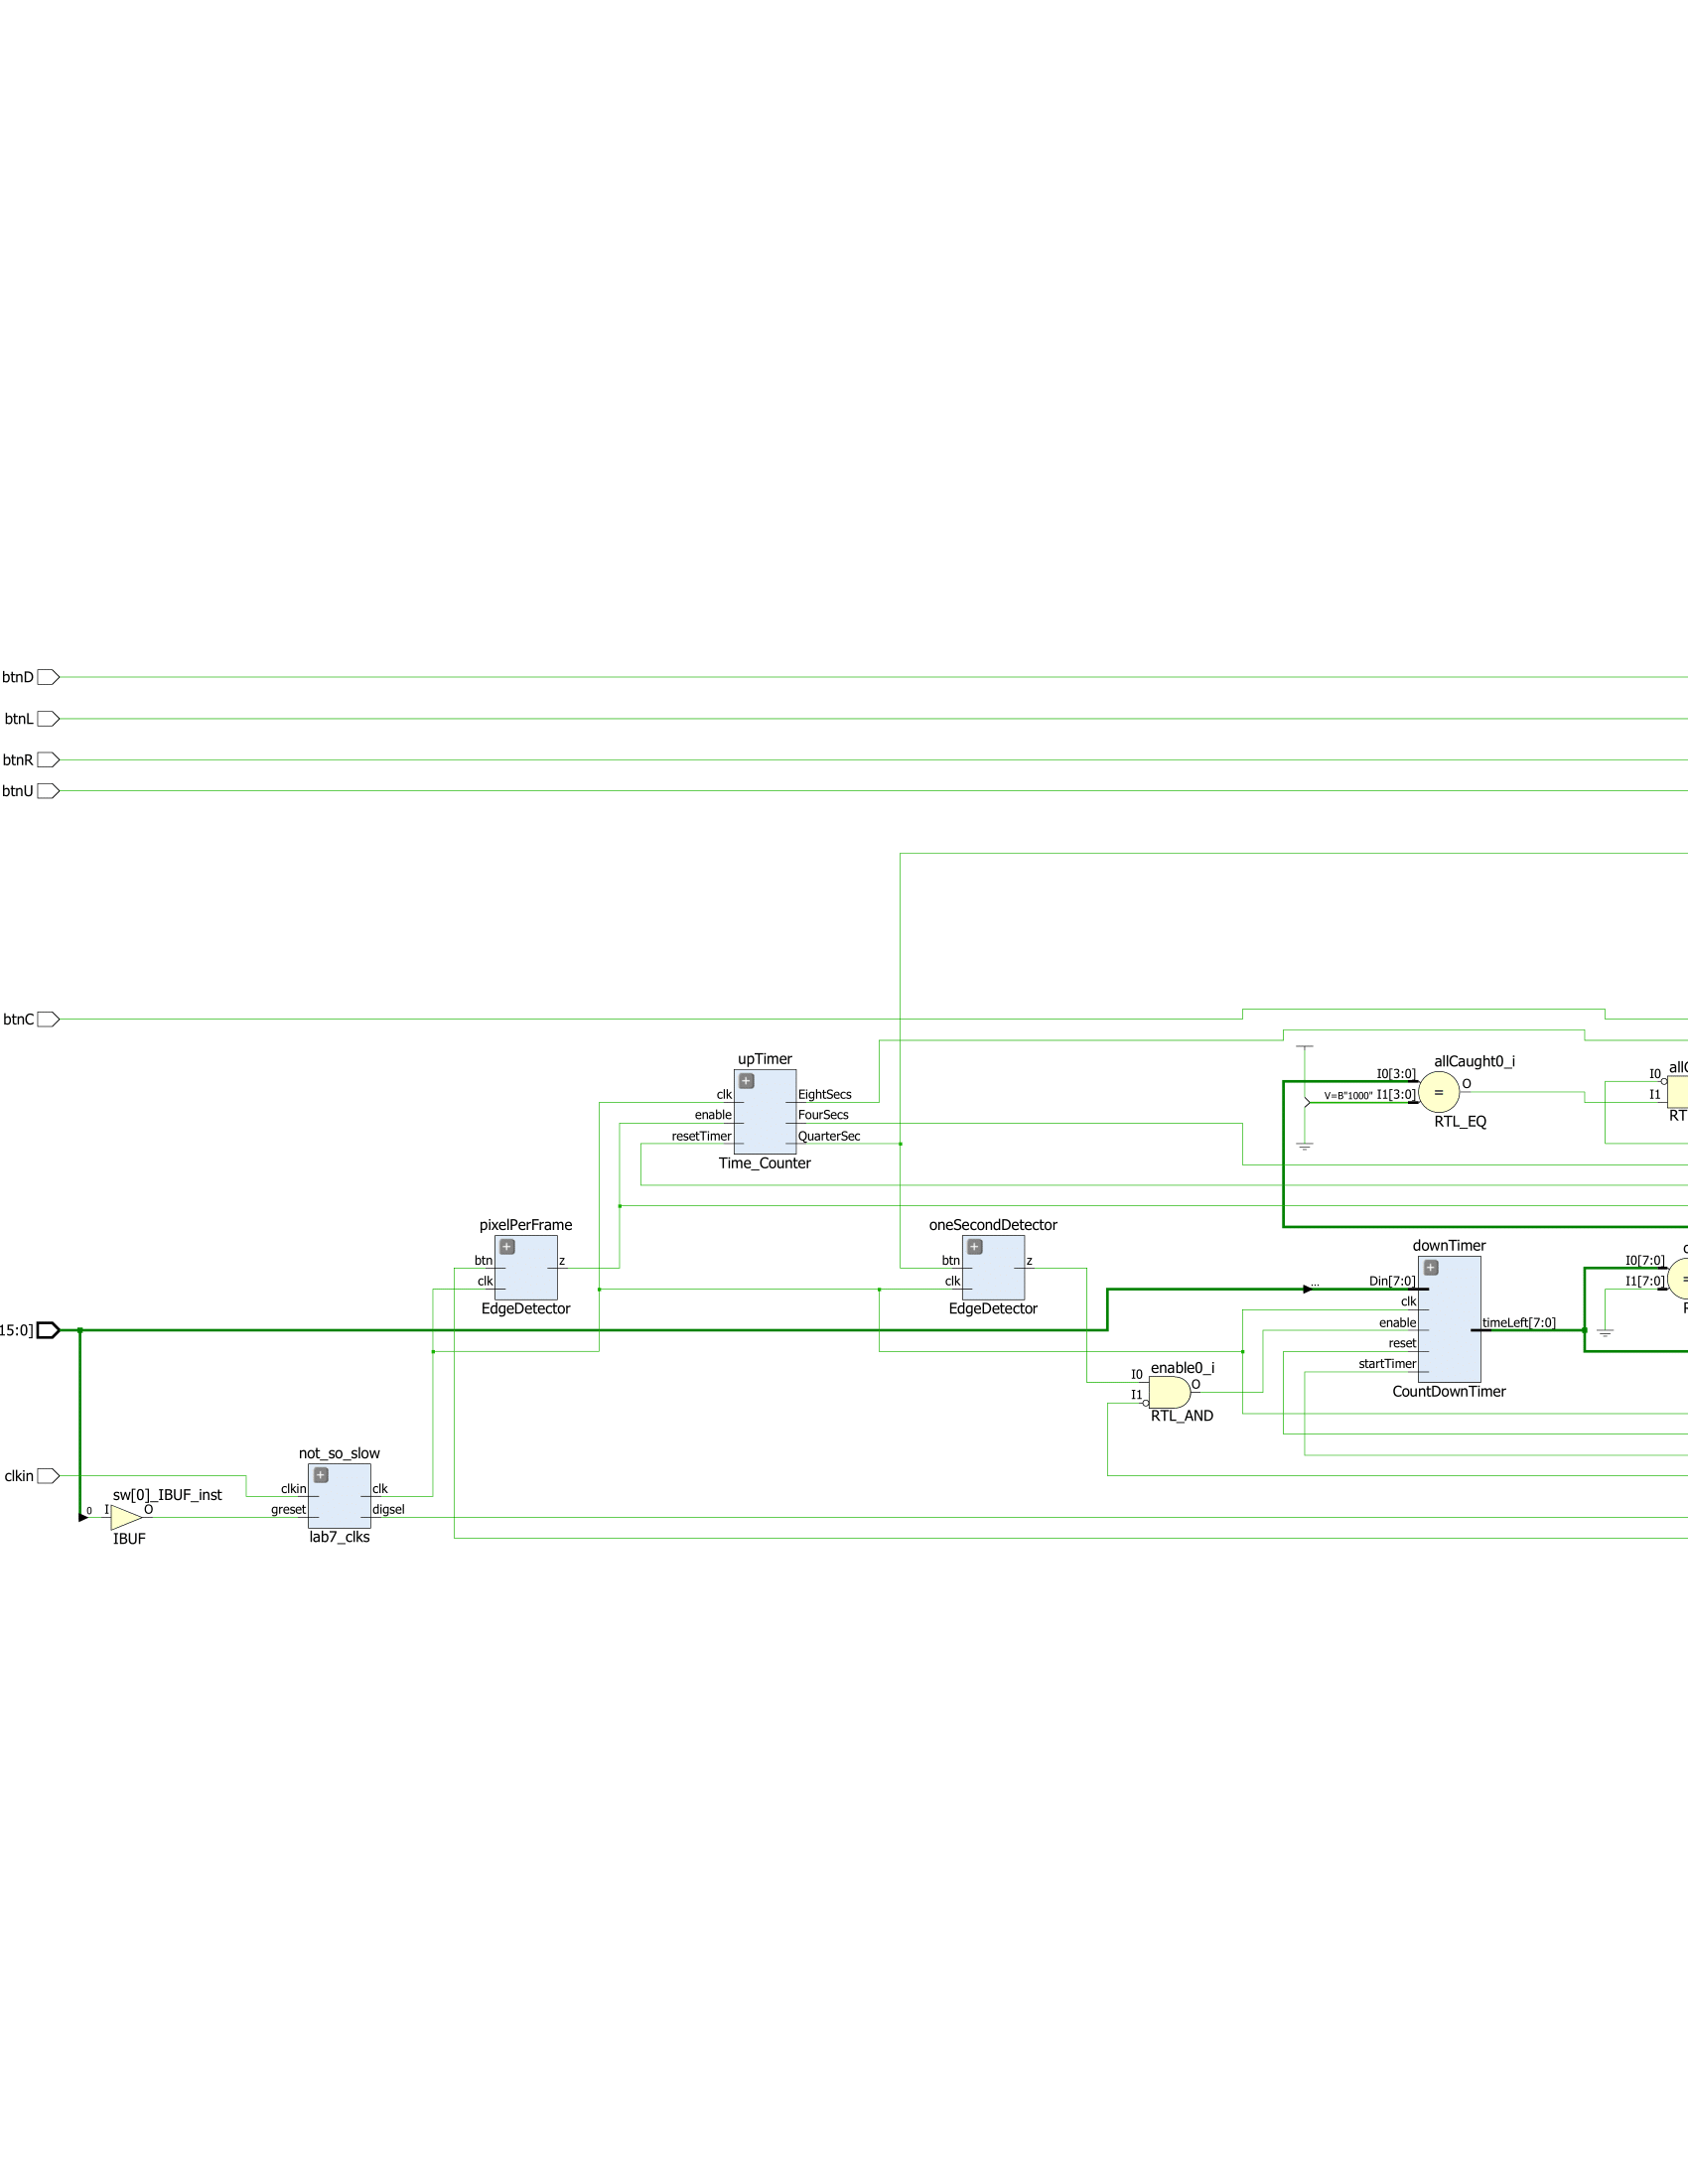 btnD
btnL
btnR
btnU
btnC
upTimer
clk
enable
resetTimer
EightSecs
FourSecs
QuarterSec
Time_Counter
allCaught0_i
I0[3:0]
V=B"1000" I1[3:0]
O
=
RTL_EQ
I0
I1
pixelPerFrame
btn
clk
z
EdgeDetector
oneSecondDetector
btn
clk
z
EdgeDetector
downTimer
Din[7:0]
...
clk
enable
reset
startTimer
timeLeft[7:0]
CountDownTimer
I0[7:0]
I1[7:0]
15:0]
enable0_i
I0
I1
O
RTL_AND
clkin
not_so_slow
clkin
greset
clk
digsel
lab7_clks
sw[0]_IBUF_inst
0
I
O
IBUF